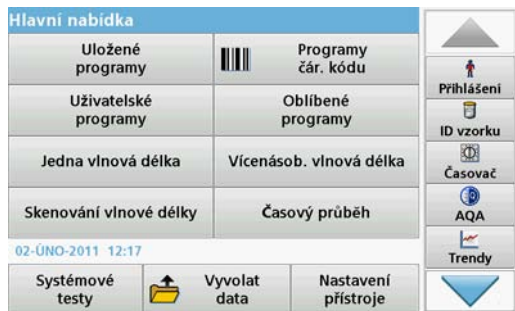 Hlavní nabídka
Uložené
programy
Programy
čár. kódu
Uživatelské
programy
Oblíbené
programy
Jedna vlnová délka
Vícenásob. vlnová délka
Skenování vlnové délky
Časový průběh
02-ÚNO-2011 12:17
Systémové
testy
Vyvolat
data
Nastavení
přístroje
Přihlášení
ID vzorku
Časovač
AQA
Trendy